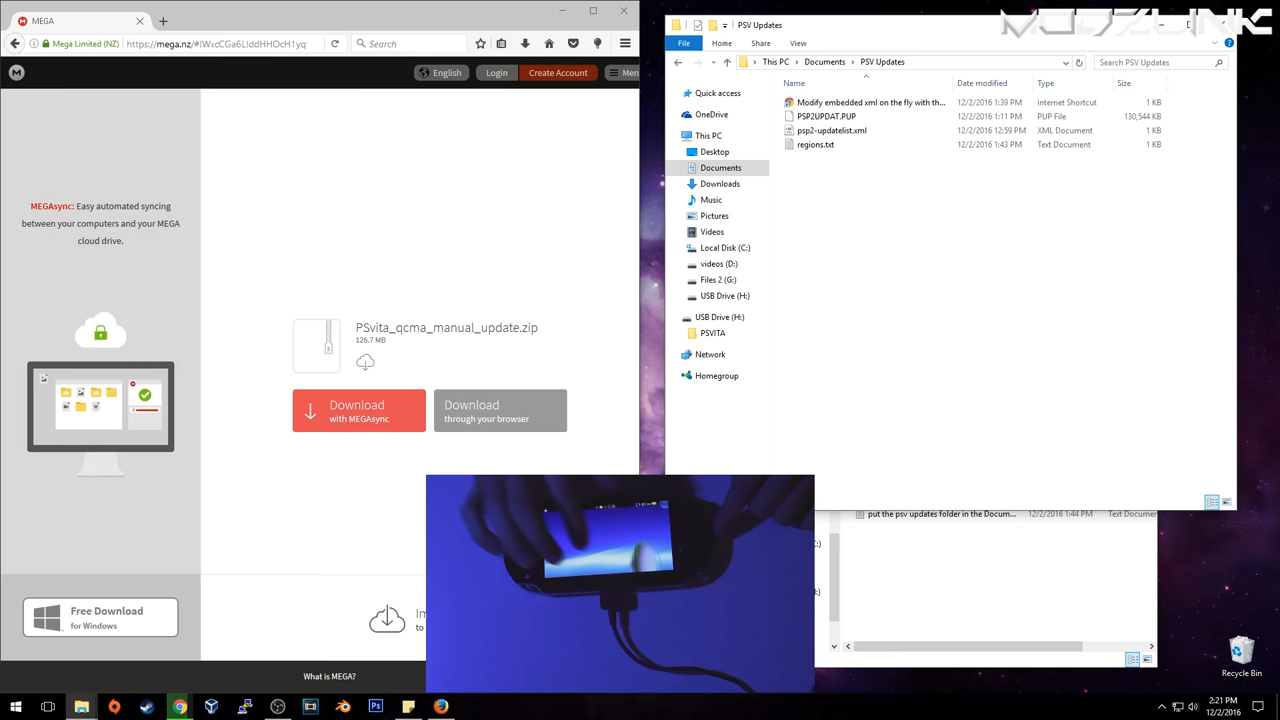 MEGA
Mega Limited (NZ)
https://mega.nz/#!WxcCGa6L!ddHHOcH1yq
Search
English
Login
Create Account
Men
MEGAsync: Easy automated syncing
between your computers and your MEGA
cloud drive.
PSvita_qcma_manual_update.zip
126.7 MB
Download
with MEGAsync
Download
through your browser
Free Download
for Windows
Im
to
What is MEGA?
MODZLINK
PSV Updates
File
Home
Share
View
This PC
Documents
PSV Updates
Search PSV Updates
Name
Date modified
Type
Size
Quick access
OneDrive
This PC
Desktop
Documents
Downloads
Music
Pictures
Videos
Local Disk (C:)
videos (D:)
Files 2 (G:)
USB Drive (H:)
USB Drive (H:)
PSVITA
Network
Homegroup
Modify embedded xml on the fly with th... 12/2/2016 1:39 PM Internet Shortcut 1 KB
PSP2UPDAT.PUP 12/2/2016 1:11 PM PUP File 130,544 KB
psp2-updatelist.xml 12/2/2016 12:59 PM XML Document 1 KB
regions.txt 12/2/2016 1:43 PM Text Document 1 KB
put the psv updates folder in the Docum... 12/2/2016 1:44 PM Text Documen
:)
:)
Recycle Bin
2:21 PM
12/2/2016